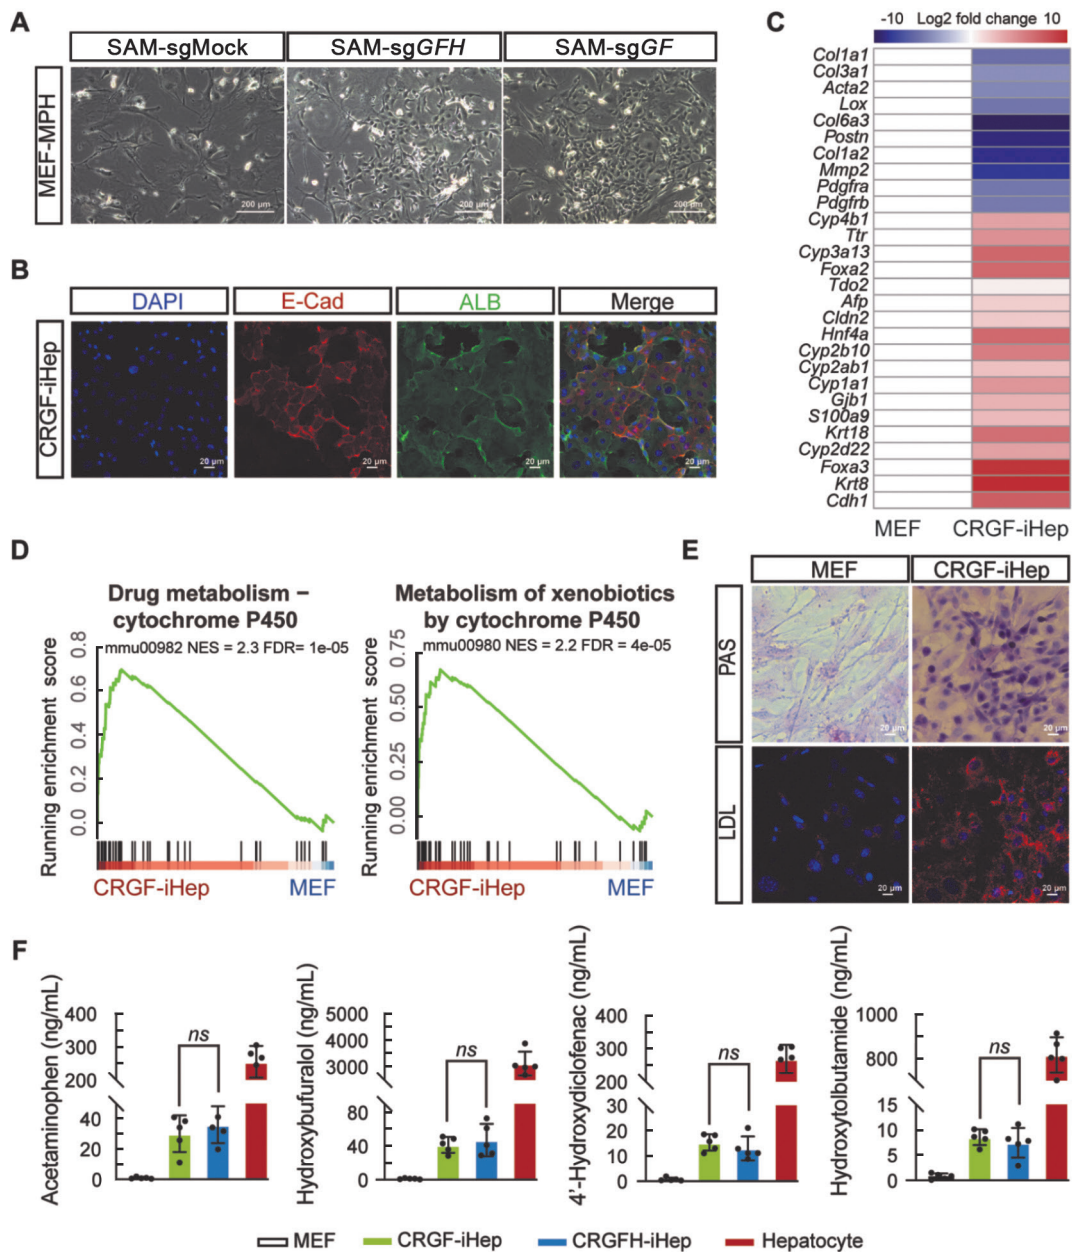 A
SAM-sgMock
SAM-sgGFH
SAM-sgGF
MEF-MPH
200 μm
200 μm
200 μm
B
DAPI
E-Cad
ALB
Merge
CRGF-iHep
20 μm
20 μm
20 μm
20 μm
C
-10 Log2 fold change 10
Col1a1
Col3a1
Acta2
Lox
Col6a3
Postn
Col1a2
Mmp2
Pdgfra
Pdgfrb
Cyp4b1
Ttr
Cyp3a13
Foxa2
Tdo2
Afp
Cldn2
Hnf4a
Cyp2b10
Cyp2ab1
Cyp1a1
Gjb1
S100a9
Krt18
Cyp2d22
Foxa3
Krt8
Cdh1
MEF
CRGF-iHep
D
Drug metabolism −
cytochrome P450
mmu00982 NES = 2.3 FDR= 1e-05
Running enrichment score
0.8
0.6
0.4
0.2
0.0
CRGF-iHep
MEF
Metabolism of xenobiotics
by cytochrome P450
mmu00980 NES = 2.2 FDR = 4e-05
Running enrichment score
0.75
0.50
0.25
0.00
CRGF-iHep
MEF
E
MEF
CRGF-iHep
PAS
20 μm
20 μm
LDL
20 μm
20 μm
F
Acetaminophen (ng/mL)
400
300
200
40
20
0
ns
Hydroxybufuralol (ng/mL)
5000
4000
3000
80
40
0
ns
4'-Hydroxydiclofenac (ng/mL)
400
300
200
30
20
10
0
ns
Hydroxytolbutamide (ng/mL)
1000
800
15
10
5
0
ns
MEF
CRGF-iHep
CRGFH-iHep
Hepatocyte